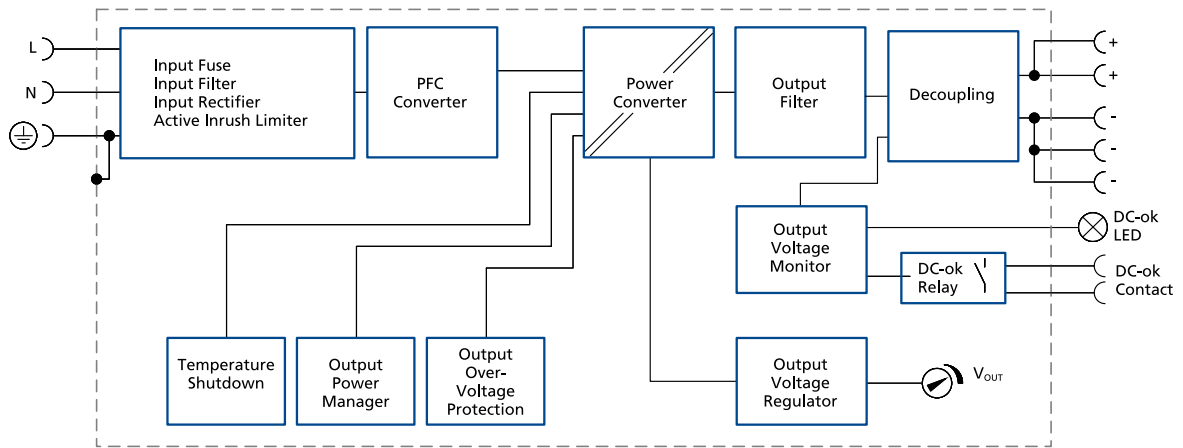 L
N
Input Fuse
Input Filter
Input Rectifier
Active Inrush Limiter
PFC
Converter
Power
Converter
Output
Filter
Decoupling
+
+
-
-
-
Output
Voltage
Monitor
DC-ok
LED
DC-ok
Relay
DC-ok
Contact
Temperature
Shutdown
Output
Power
Manager
Output
Over-
Voltage
Protection
Output
Voltage
Regulator
VOUT